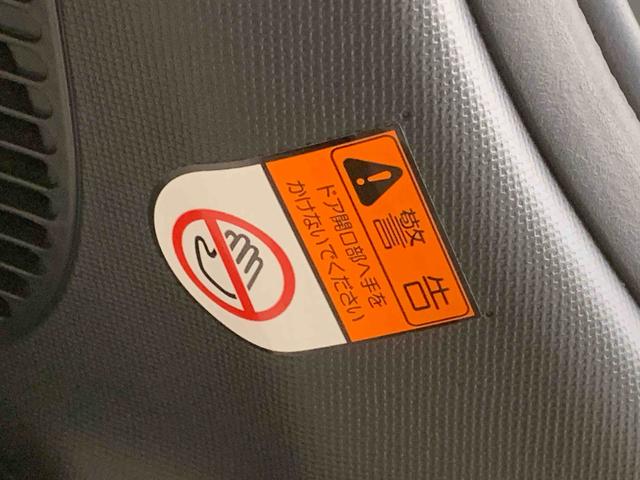 警告
ドア開口部へ手を
かけないでください